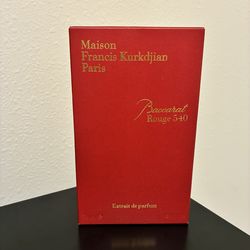 Maison
Francis Kurkdjian
Paris
Baccarat
Rouge 540
Extrait de parfum